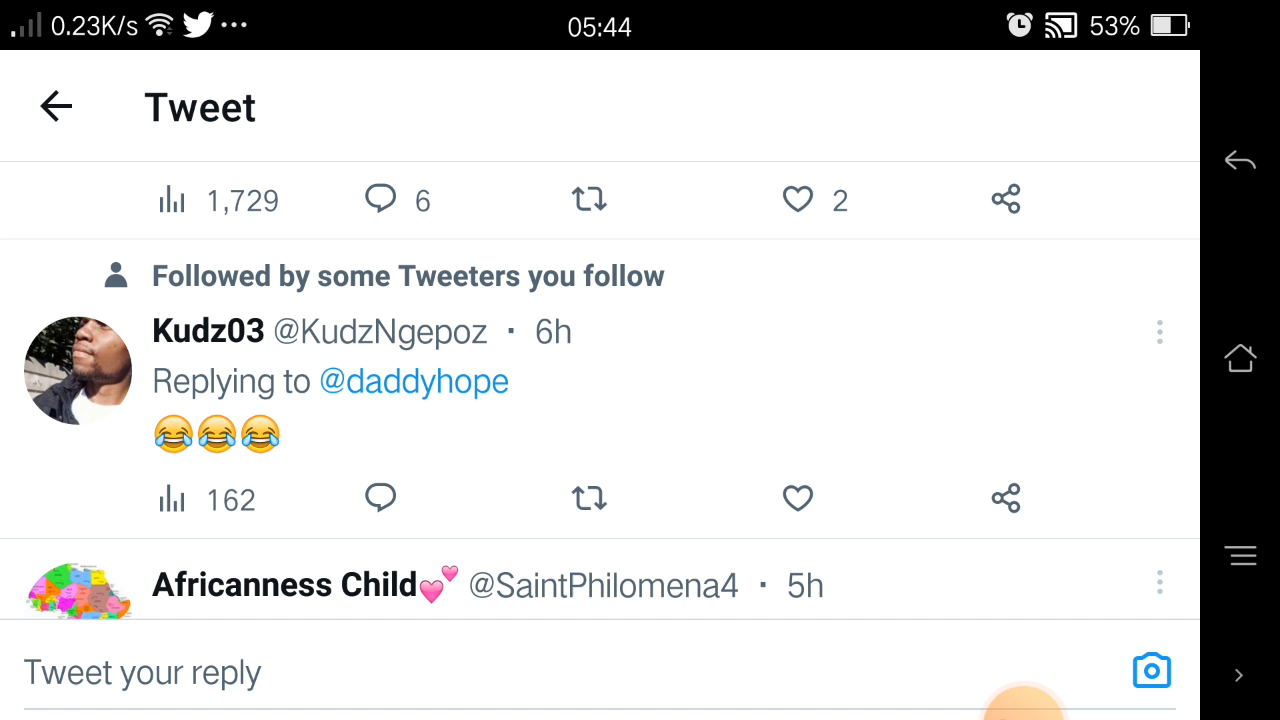 0.23K/s 05:44 53%
Tweet
1,729 6 2
Followed by some Tweeters you follow
Kudz03 @KudzNgepoz · 6h
Replying to @daddyhope
😂😂😂
162
Africanness Child💕 @SaintPhilomena4 · 5h
Tweet your reply